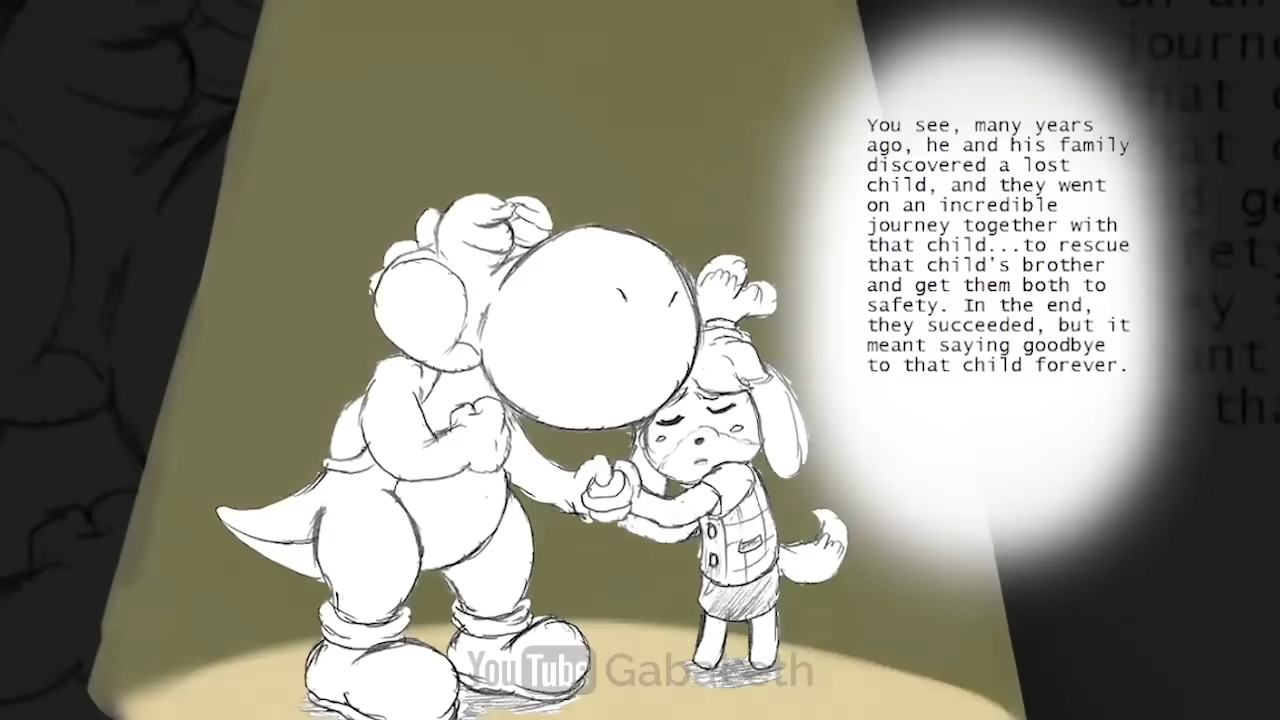 You see, many years
ago, he and his family
discovered a lost
child, and they went
on an incredible
journey together with
that child...to rescue
that child's brother
and get them both to
safety. In the end,
they succeeded, but it
meant saying goodbye
to that child forever.
YouTube